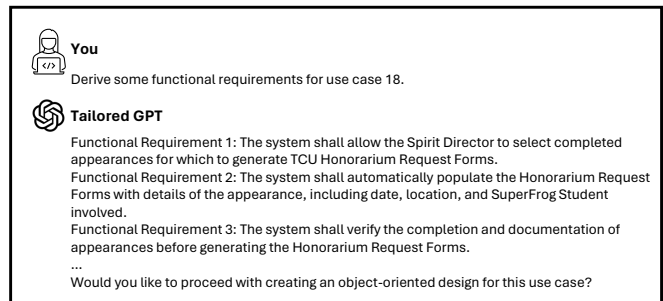 You
Derive some functional requirements for use case 18.
Tailored GPT
Functional Requirement 1: The system shall allow the Spirit Director to select completed
appearances for which to generate TCU Honorarium Request Forms.
Functional Requirement 2: The system shall automatically populate the Honorarium Request
Forms with details of the appearance, including date, location, and SuperFrog Student
involved.
Functional Requirement 3: The system shall verify the completion and documentation of
appearances before generating the Honorarium Request Forms.
...
Would you like to proceed with creating an object-oriented design for this use case?